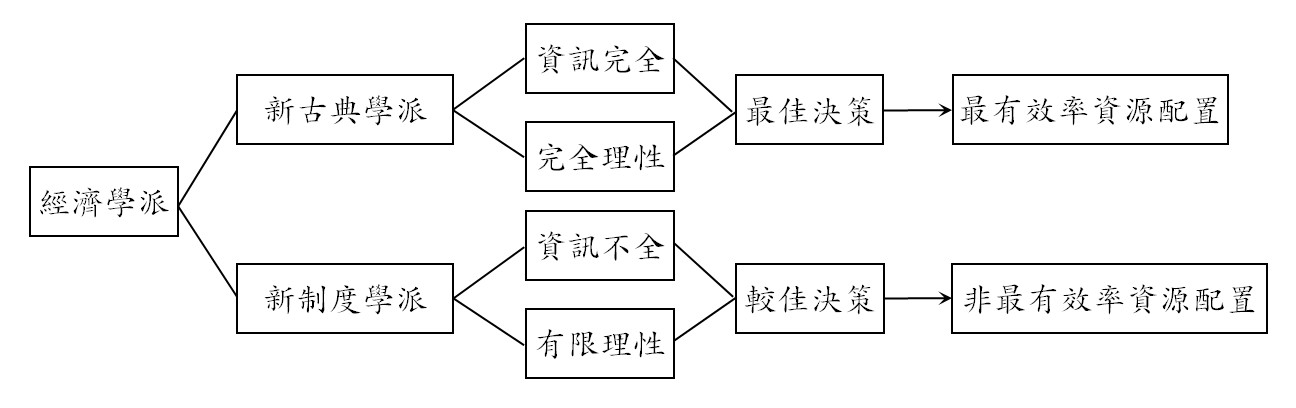 經濟學派
新古典學派
資訊完全
完全理性
最佳決策
最有效率資源配置
新制度學派
資訊不全
有限理性
較佳決策
非最有效率資源配置